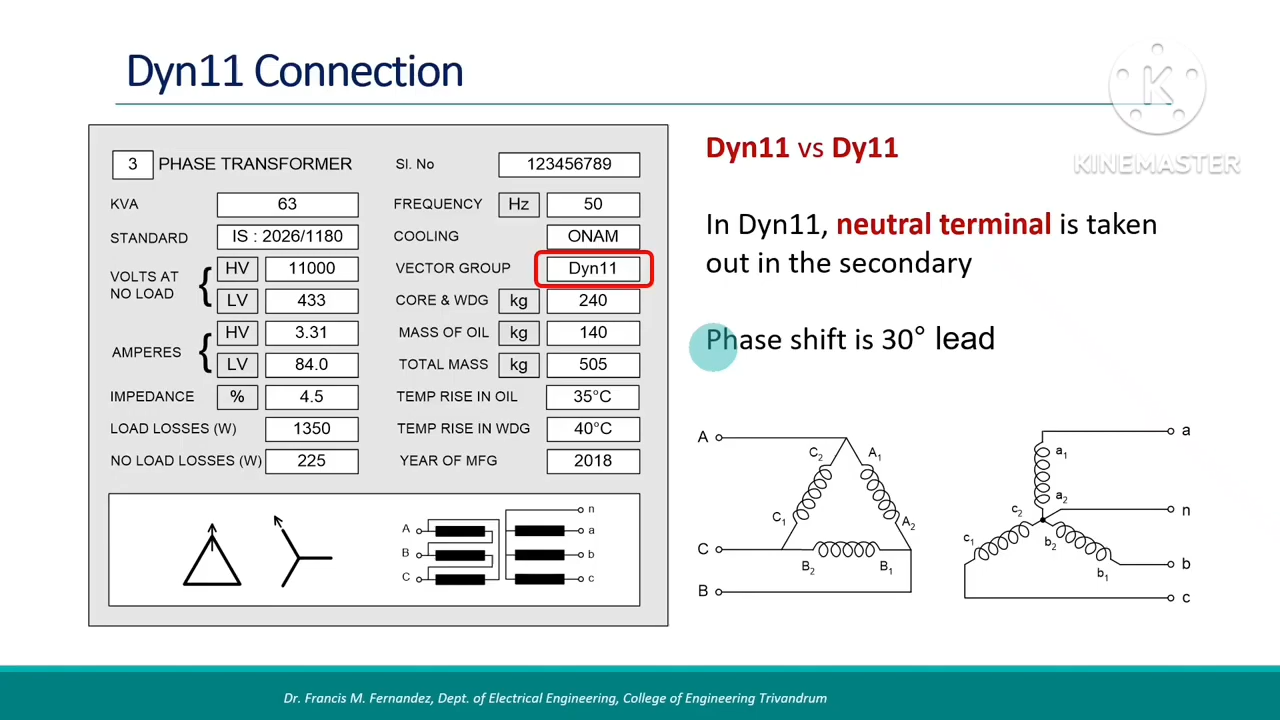 Dyn11 Connection
K
KINEMASTER
3 PHASE TRANSFORMER
Sl. No 123456789
KVA 63
FREQUENCY Hz 50
STANDARD IS : 2026/1180
COOLING ONAM
VOLTS AT
NO LOAD
HV 11000
VECTOR GROUP Dyn11
LV 433
CORE & WDG kg 240
AMPERES
HV 3.31
MASS OF OIL kg 140
LV 84.0
TOTAL MASS kg 505
IMPEDANCE % 4.5
TEMP RISE IN OIL 35°C
LOAD LOSSES (W) 1350
TEMP RISE IN WDG 40°C
NO LOAD LOSSES (W) 225
YEAR OF MFG 2018
n
A a
B b
C c
Dyn11 vs Dy11
In Dyn11, neutral terminal is taken
out in the secondary
Phase shift is 30° lead
A
C2 A1
C1 A2
C
B2 B1
B
a
a1
a2
n
c2
c1 b2
b1
b
c
Dr. Francis M. Fernandez, Dept. of Electrical Engineering, College of Engineering Trivandrum